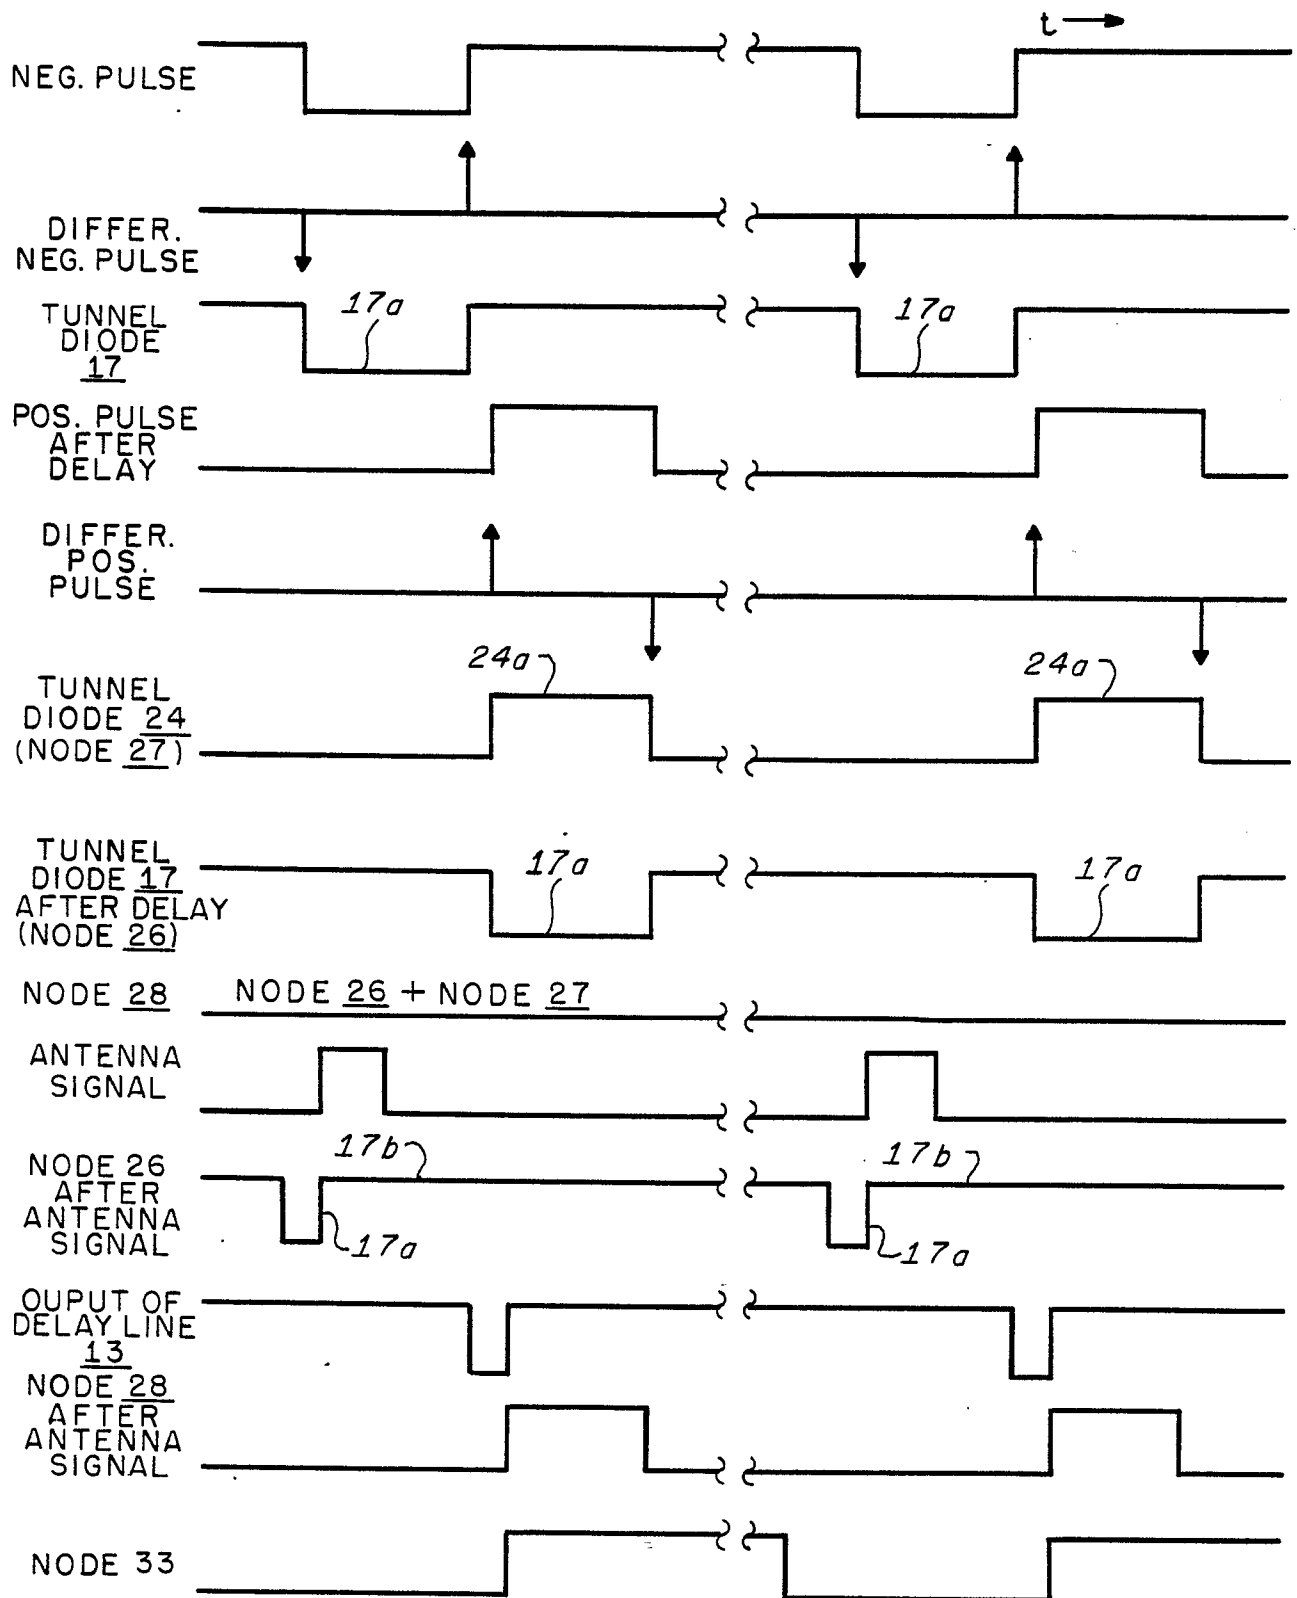 t
NEG. PULSE
DIFFER.
NEG. PULSE
TUNNEL
DIODE
17
17a
17a
POS. PULSE
AFTER
DELAY
DIFFER.
POS.
PULSE
24a
24a
TUNNEL
DIODE 24
(NODE 27)
TUNNEL
DIODE 17
AFTER DELAY
(NODE 26)
17a
17a
NODE 28
NODE 26 + NODE 27
ANTENNA
SIGNAL
17b
17b
NODE 26
AFTER
ANTENNA
SIGNAL
17a
17a
OUPUT OF
DELAY LINE
13
NODE 28
AFTER
ANTENNA
SIGNAL
NODE 33